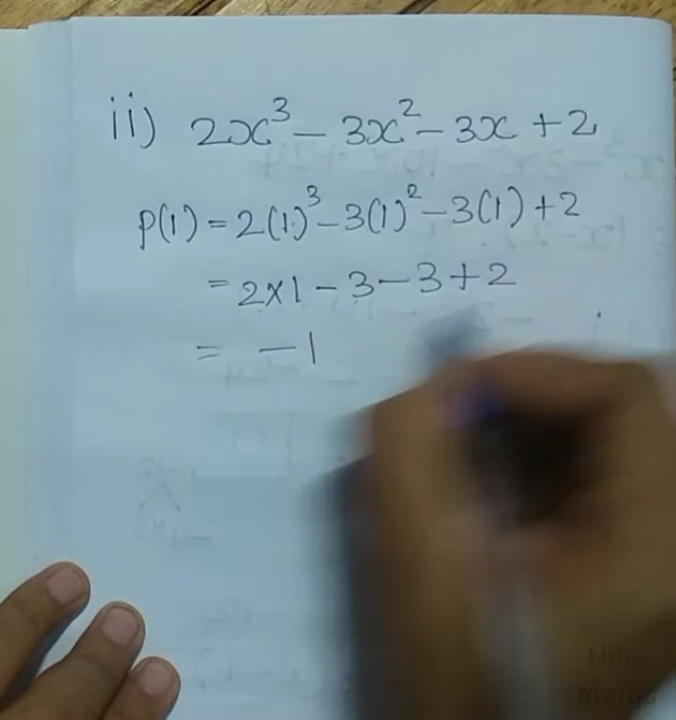 ii) 2x³ – 3x² – 3x + 2
p(1) = 2(1)³ – 3(1)² – 3(1) + 2
= 2×1 – 3 – 3 + 2
= –1